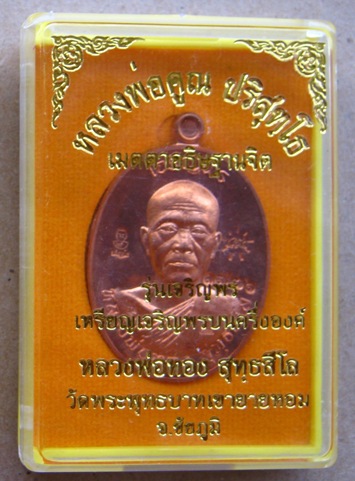 หลวงพ่อคูณ ปริสุทฺโธ
เมตตาอธิษฐานจิต
รุ่นเจริญพร
เหรียญเจริญพรบนครึ่งองค์
หลวงพ่อทอง สุทฺธสีโล
วัดพระพุทธบาทเขายายหอม
จ.ชัยภูมิ